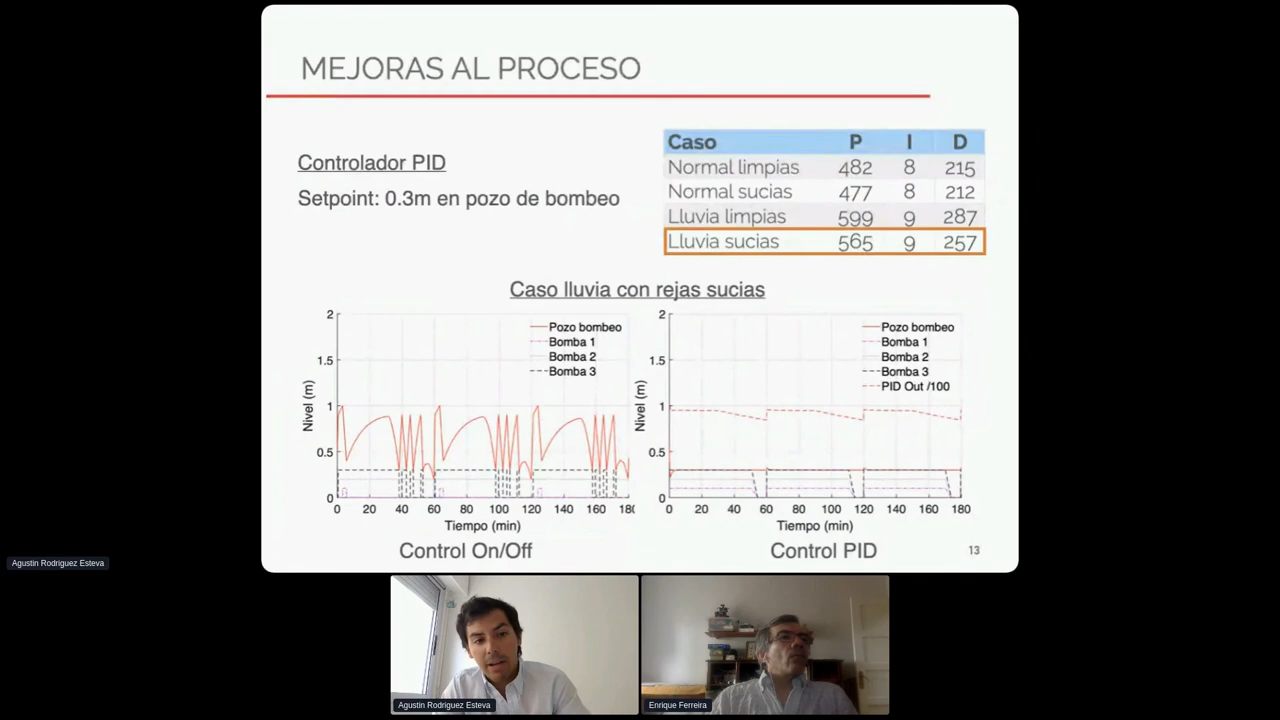 MEJORAS AL PROCESO
Controlador PID
Setpoint: 0.3m en pozo de bombeo
Caso P I D
Normal limpias 482 8 215
Normal sucias 477 8 212
Lluvia limpias 599 9 287
Lluvia sucias 565 9 257
Caso lluvia con rejas sucias
2
1.5
1
0.5
0
Nivel (m)
Pozo bombeo
Bomba 1
Bomba 2
Bomba 3
0 20 40 60 80 100 120 140 160 180
Tiempo (min)
Control On/Off
2
1.5
1
0.5
0
Nivel (m)
Pozo bombeo
Bomba 1
Bomba 2
Bomba 3
PID Out /100
0 20 40 60 80 100 120 140 160 180
Tiempo (min)
Control PID
13
Agustin Rodriguez Esteva
Agustin Rodriguez Esteva
Enrique Ferreira